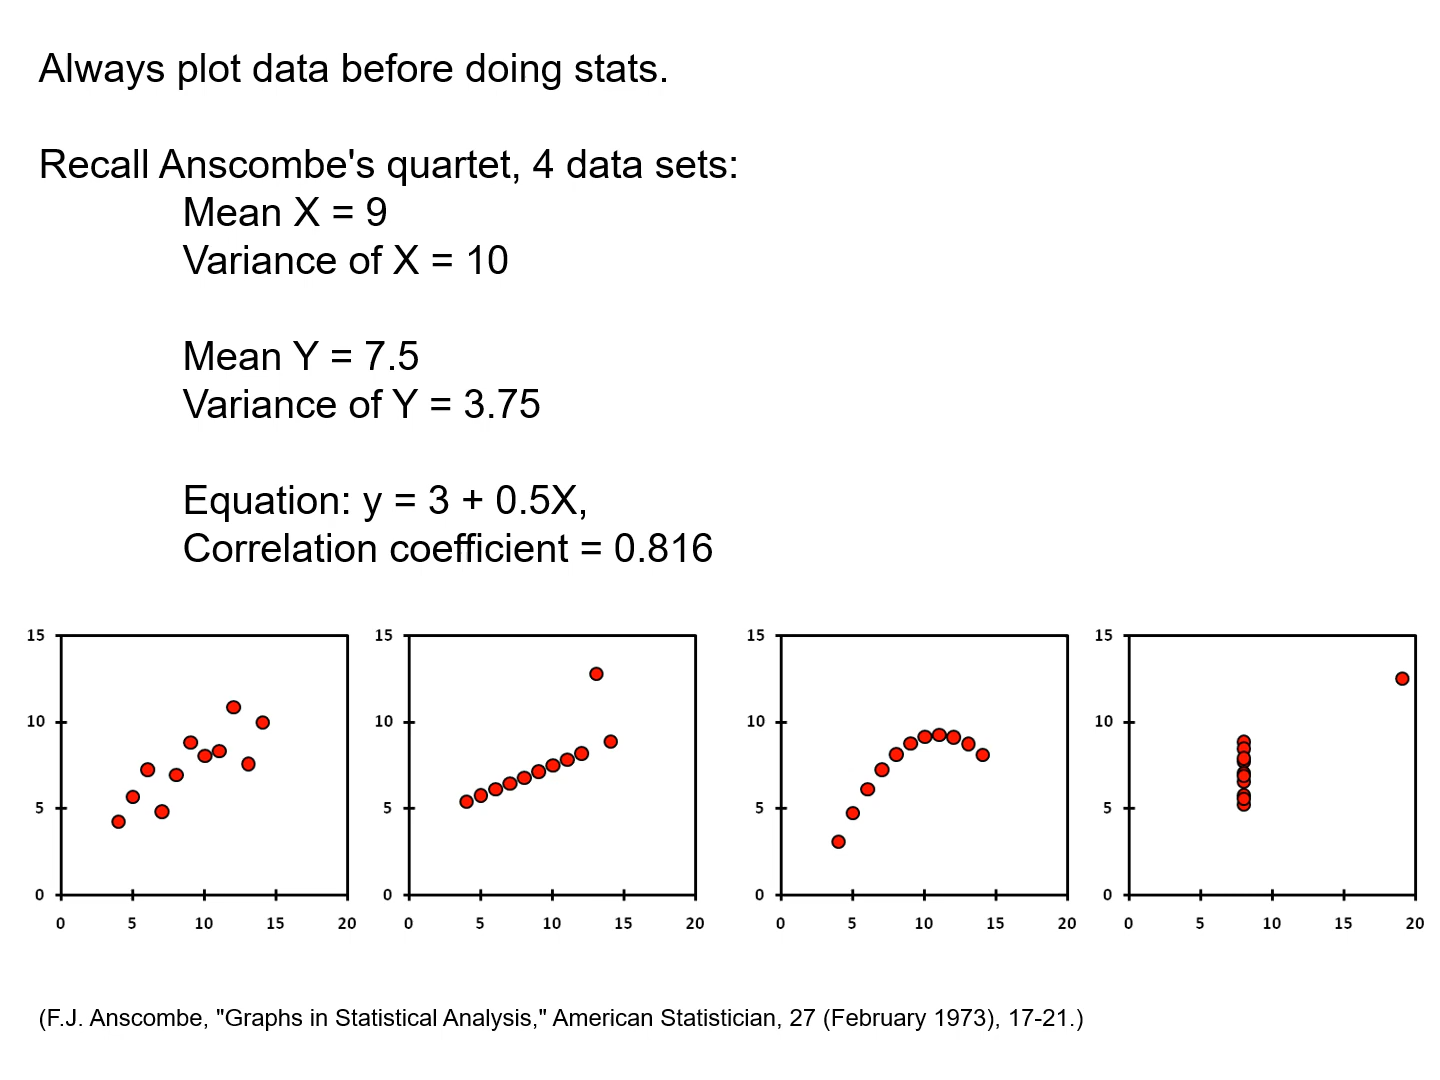 Always plot data before doing stats.
Recall Anscombe's quartet, 4 data sets:
Mean X = 9
Variance of X = 10
Mean Y = 7.5
Variance of Y = 3.75
Equation: y = 3 + 0.5X,
Correlation coefficient = 0.816
15
10
5
0
0 5 10 15 20
15
10
5
0
0 5 10 15 20
15
10
5
0
0 5 10 15 20
15
10
5
0
0 5 10 15 20
(F.J. Anscombe, "Graphs in Statistical Analysis," American Statistician, 27 (February 1973), 17-21.)